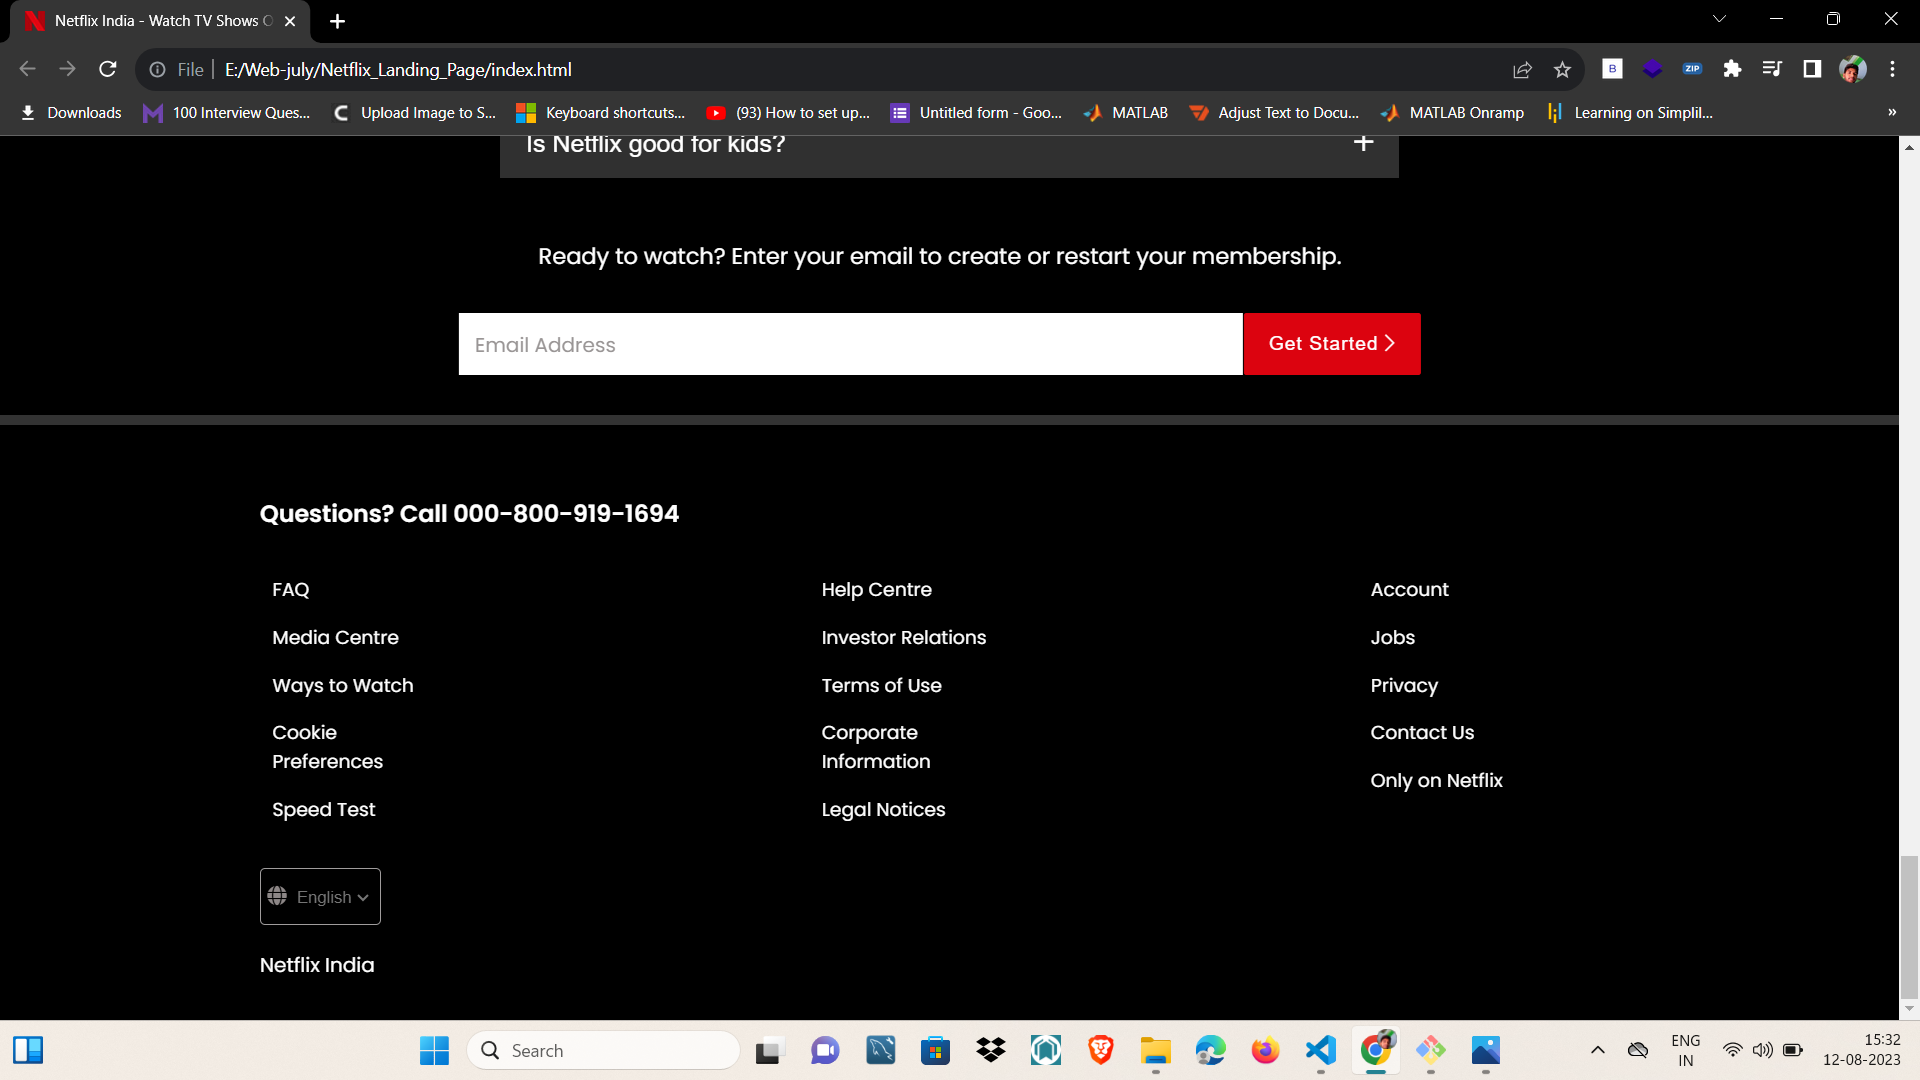 Netflix India - Watch TV Shows O
File
E:/Web-july/Netflix_Landing_Page/index.html
B
ZIP
Downloads
100 Interview Ques...
Upload Image to S...
Keyboard shortcuts...
(93) How to set up...
Untitled form - Goo...
MATLAB
Adjust Text to Docu...
MATLAB Onramp
Learning on Simplil...
»
Is Netflix good for kids?
+
Ready to watch? Enter your email to create or restart your membership.
Email Address
Get Started >
Questions? Call 000-800-919-1694
FAQ
Media Centre
Ways to Watch
Cookie
Preferences
Speed Test
Help Centre
Investor Relations
Terms of Use
Corporate
Information
Legal Notices
Account
Jobs
Privacy
Contact Us
Only on Netflix
English
Netflix India
Search
ENG
IN
15:32
12-08-2023